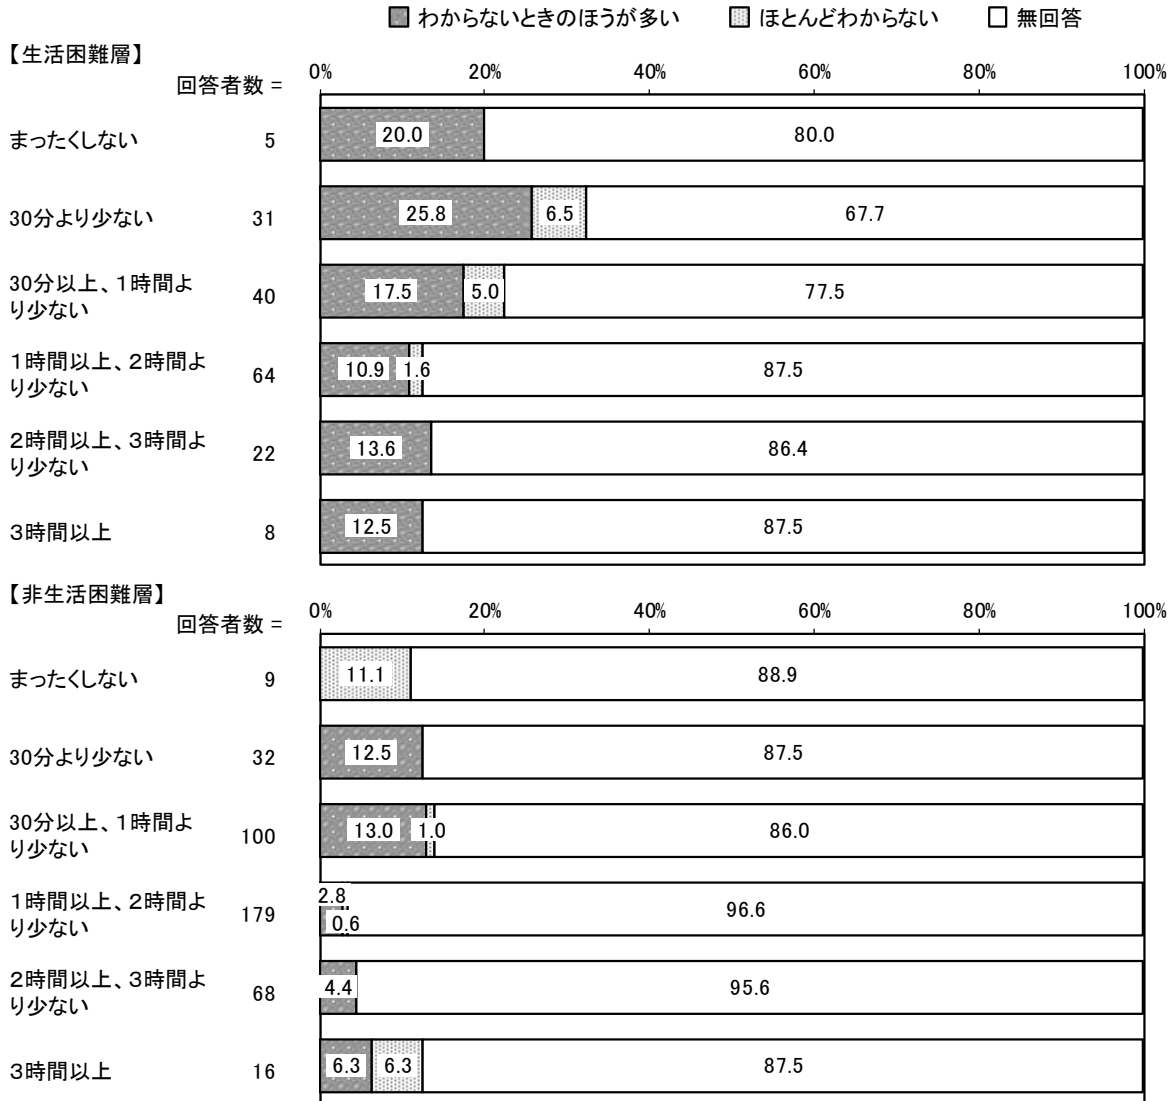 わからないときのほうが多い ほとんどわからない 無回答
【生活困難層】
回答者数 = 0% 20% 40% 60% 80% 100%
まったくしない 5 20.0 80.0
30分より少ない 31 25.8 6.5 67.7
30分以上、1時間よ
り少ない 40 17.5 5.0 77.5
1時間以上、2時間よ
り少ない 64 10.9 1.6 87.5
2時間以上、3時間よ
り少ない 22 13.6 86.4
3時間以上 8 12.5 87.5
【非生活困難層】
回答者数 = 0% 20% 40% 60% 80% 100%
まったくしない 9 11.1 88.9
30分より少ない 32 12.5 87.5
30分以上、1時間よ
り少ない 100 13.0 1.0 86.0
1時間以上、2時間よ
り少ない 179 2.8 0.6 96.6
2時間以上、3時間よ
り少ない 68 4.4 95.6
3時間以上 16 6.3 6.3 87.5